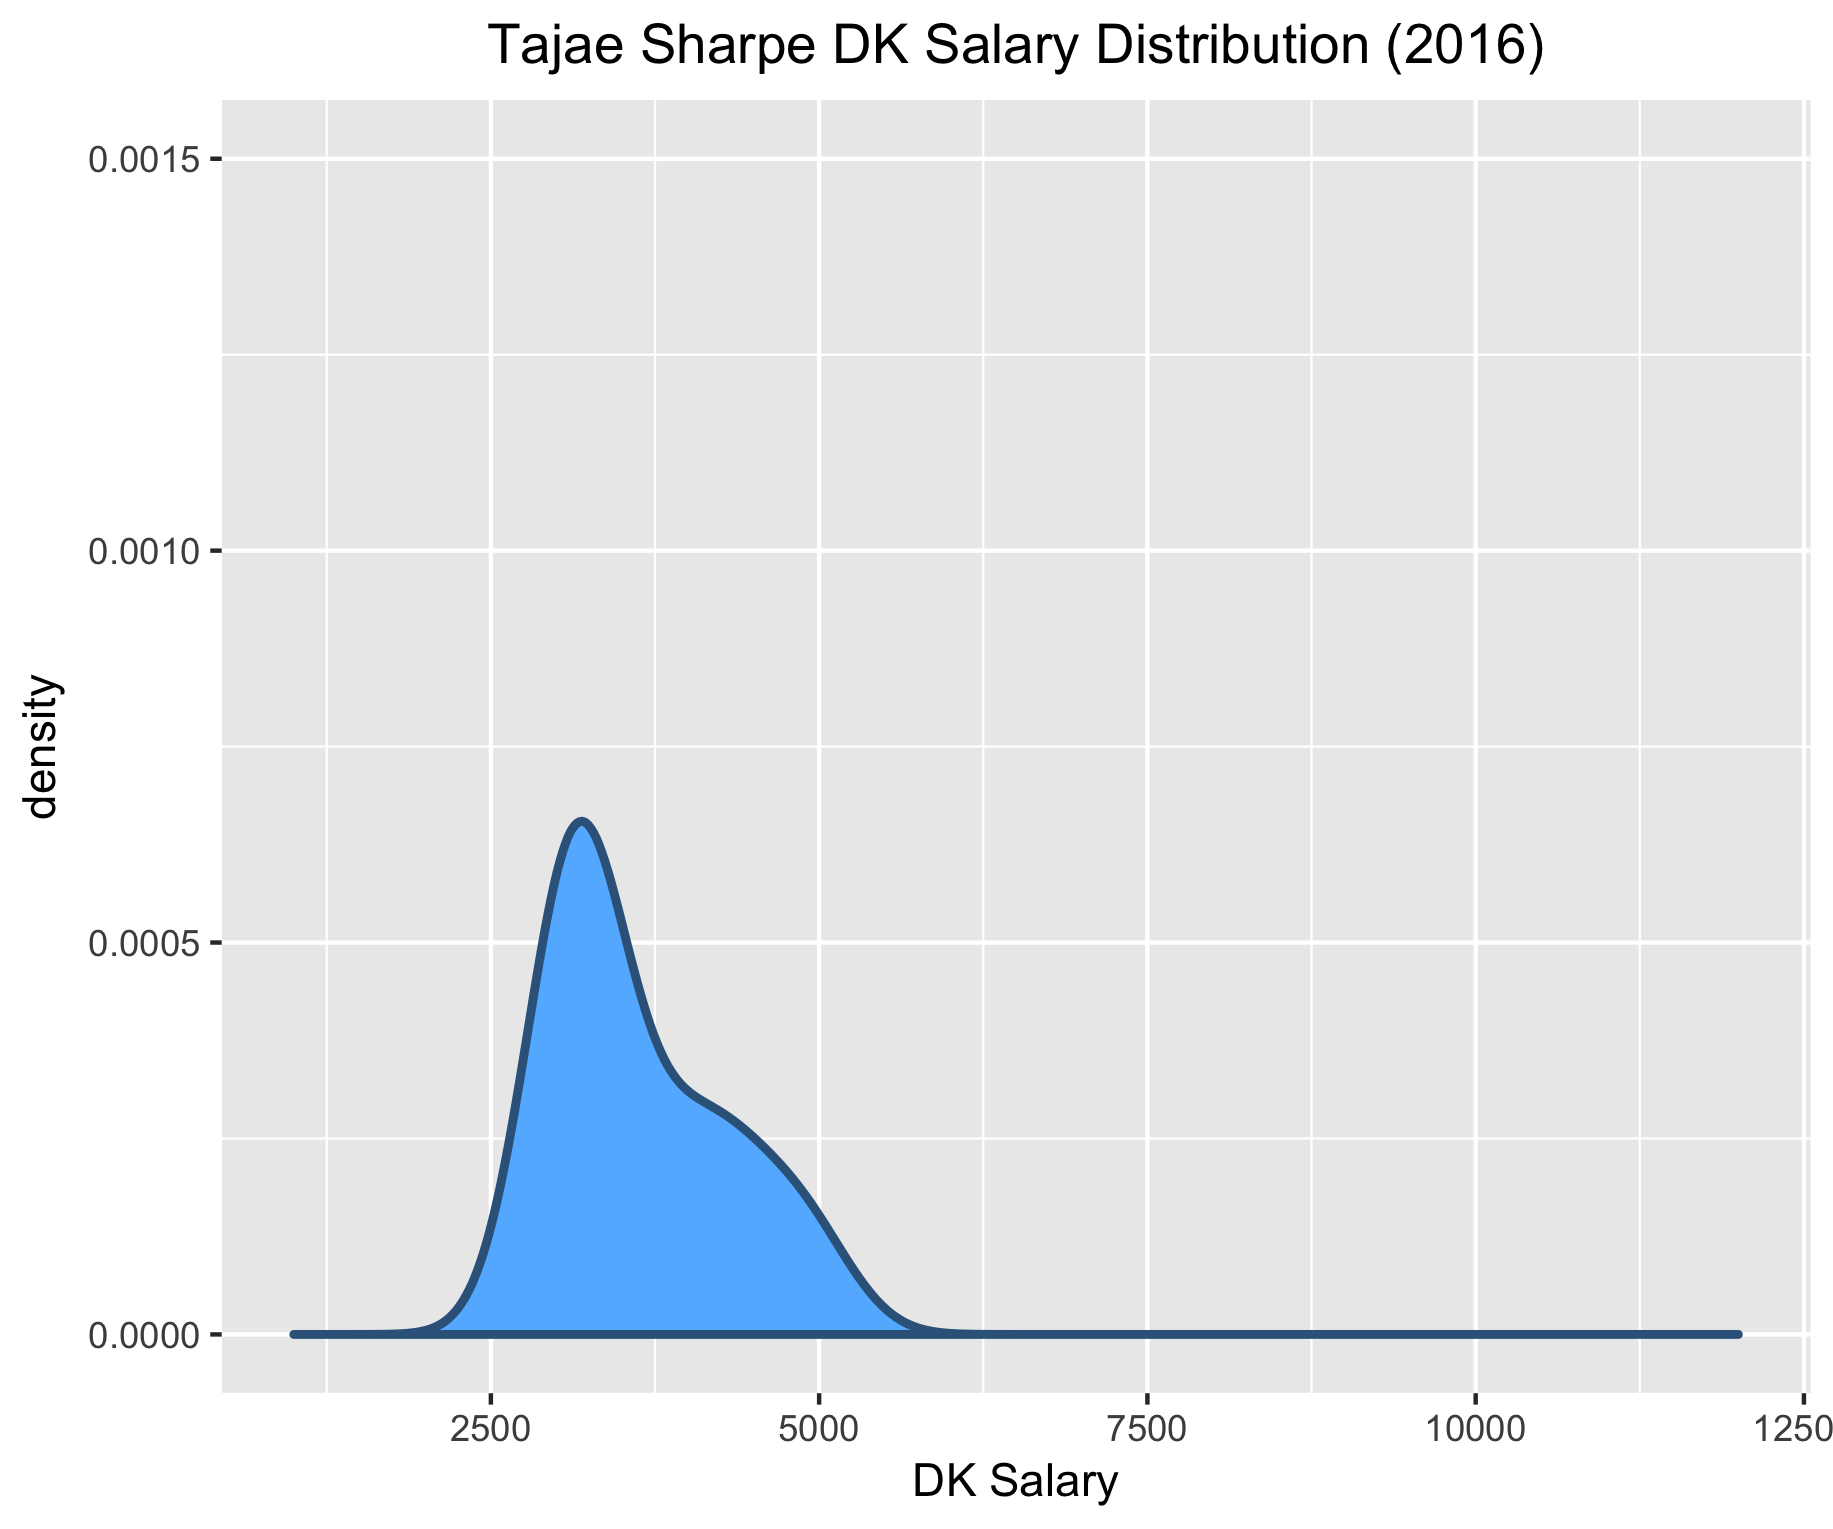 Tajae Sharpe DK Salary Distribution (2016)
0.0015
0.0010
0.0005
0.0000
density
2500 5000 7500 10000 1250
DK Salary